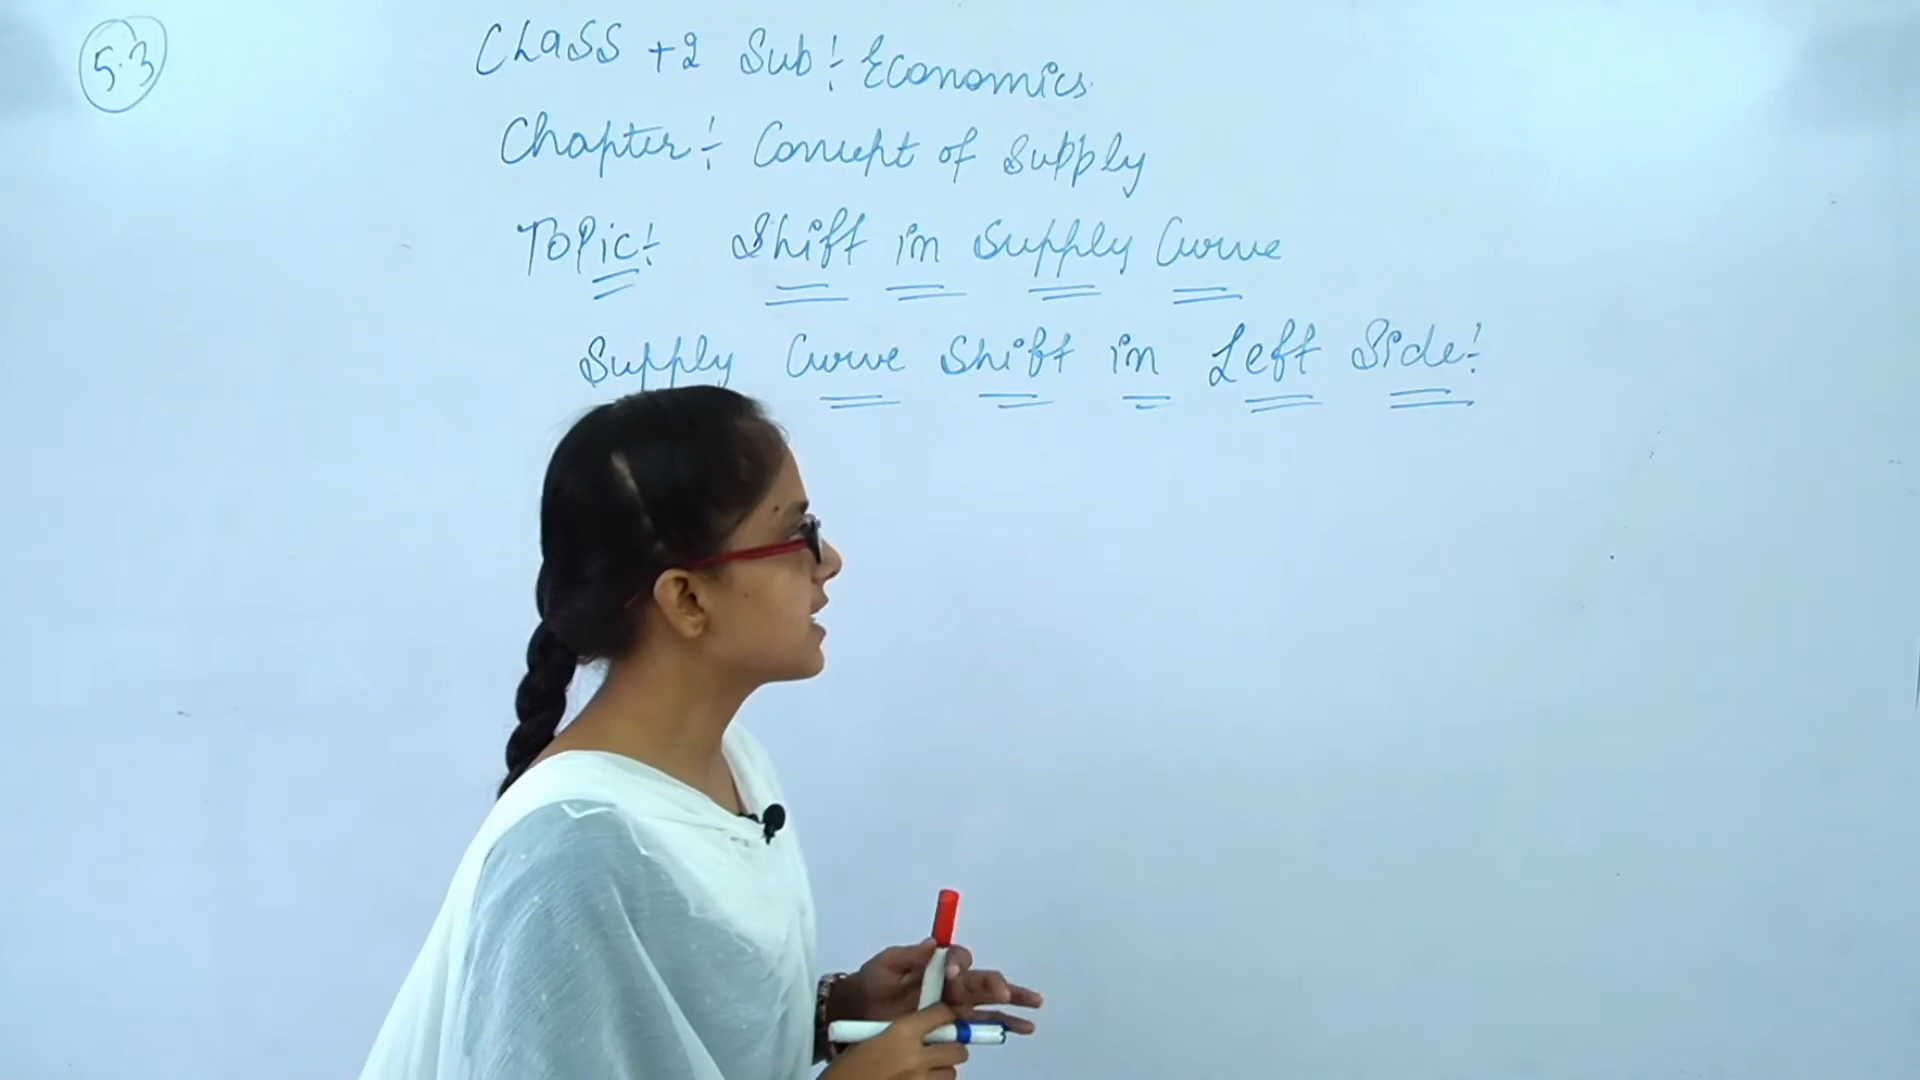 5.3
Class +2 Sub:- Economics
Chapter:- Concept of Supply
Topic:- Shift in Supply Curve
Supply Curve Shift in Left Side:-